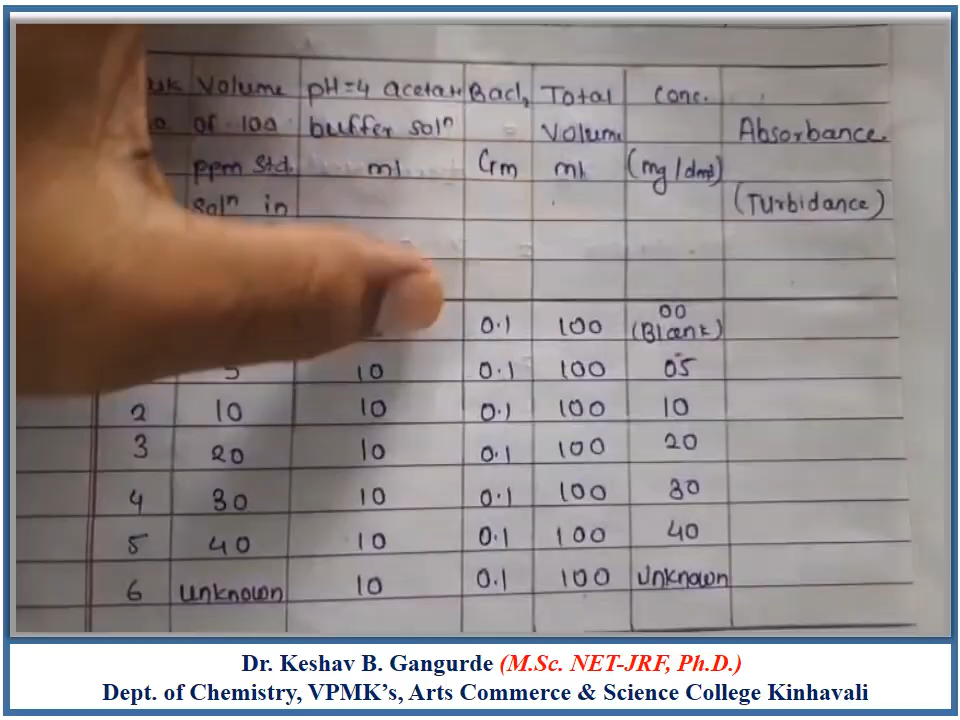 Volume pH=4 acetate BaCl2 Total Conc.
of 100 buffer soln Volume Absorbance
ppm Std. ml Grm ml (mg/dm3)
soln in (Turbidance)
00
0.1 100 (Blank)
5 10 0.1 100 05
2 10 10 0.1 100 10
3 20 10 0.1 100 20
4 30 10 0.1 100 30
5 40 10 0.1 100 40
6 unknown 10 0.1 100 unknown
Dr. Keshav B. Gangurde (M.Sc. NET-JRF, Ph.D.)
Dept. of Chemistry, VPMK's, Arts Commerce & Science College Kinhavali